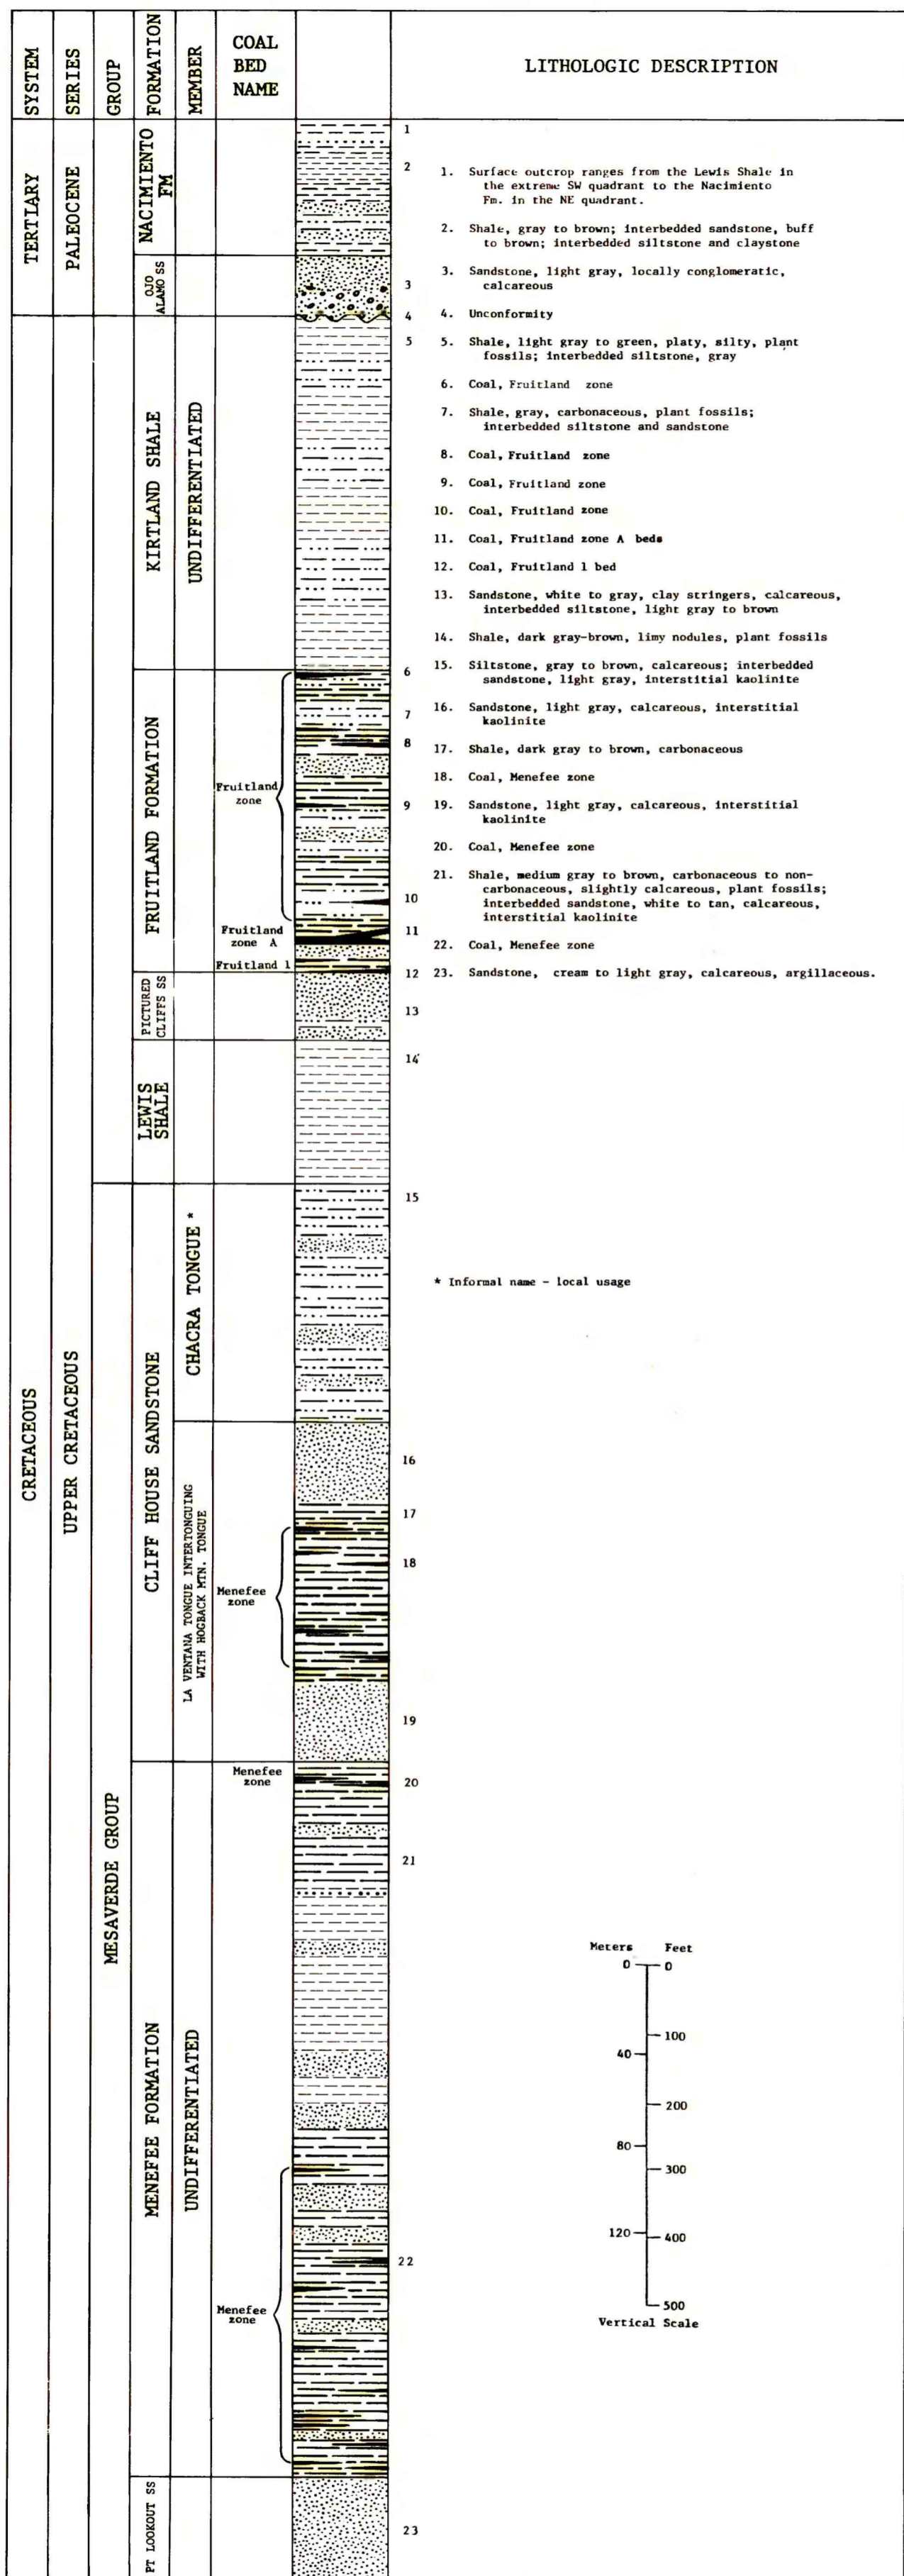 SYSTEM
SERIES
GROUP
FORMATION
MEMBER
COAL
BED
NAME
LITHOLOGIC DESCRIPTION
TERTIARY
PALEOCENE
NACIMIENTO
FM
OJO
ALAMO SS
CRETACEOUS
UPPER CRETACEOUS
KIRTLAND SHALE
UNDIFFERENTIATED
FRUITLAND FORMATION
Fruitland
zone
Fruitland
zone A
Fruitland 1
PICTURED
CLIFFS SS
LEWIS
SHALE
MESAVERDE GROUP
CLIFF HOUSE SANDSTONE
CHACRA TONGUE *
LA VENTANA TONGUE INTERTONGUING
WITH HOGBACK MTN. TONGUE
Menefee
zone
Menefee
zone
MENEFEE FORMATION
UNDIFFERENTIATED
Menefee
zone
PT LOOKOUT SS
1
2
3
4
5
6
7
8
9
10
11
12
13
14
15
16
17
18
19
20
21
22
23
1. Surface outcrop ranges from the Lewis Shale in
the extreme SW quadrant to the Nacimiento
Fm. in the NE quadrant.
2. Shale, gray to brown; interbedded sandstone, buff
to brown; interbedded siltstone and claystone
3. Sandstone, light gray, locally conglomeratic,
calcareous
4. Unconformity
5. Shale, light gray to green, platy, silty, plant
fossils; interbedded siltstone, gray
6. Coal, Fruitland zone
7. Shale, gray, carbonaceous, plant fossils;
interbedded siltstone and sandstone
8. Coal, Fruitland zone
9. Coal, Fruitland zone
10. Coal, Fruitland zone
11. Coal, Fruitland zone A beds
12. Coal, Fruitland 1 bed
13. Sandstone, white to gray, clay stringers, calcareous,
interbedded siltstone, light gray to brown
14. Shale, dark gray-brown, limy nodules, plant fossils
15. Siltstone, gray to brown, calcareous; interbedded
sandstone, light gray, interstitial kaolinite
16. Sandstone, light gray, calcareous, interstitial
kaolinite
17. Shale, dark gray to brown, carbonaceous
18. Coal, Menefee zone
19. Sandstone, light gray, calcareous, interstitial
kaolinite
20. Coal, Menefee zone
21. Shale, medium gray to brown, carbonaceous to non-
carbonaceous, slightly calcareous, plant fossils;
interbedded sandstone, white to tan, calcareous,
interstitial kaolinite
22. Coal, Menefee zone
23. Sandstone, cream to light gray, calcareous, argillaceous.
* Informal name - local usage
Meters Feet
0 0
100
40
200
80
300
120
400
500
Vertical Scale